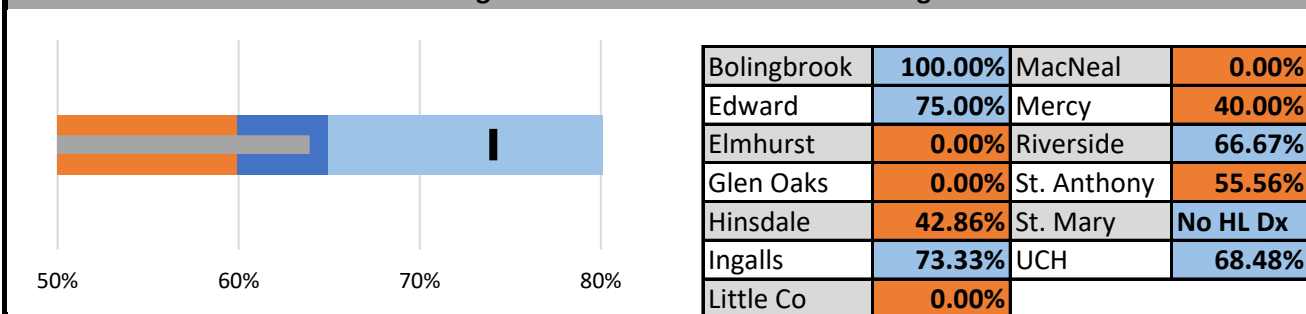 50%
60%
70%
80%
Bolingbrook 100.00% MacNeal 0.00%
Edward 75.00% Mercy 40.00%
Elmhurst 0.00% Riverside 66.67%
Glen Oaks 0.00% St. Anthony 55.56%
Hinsdale 42.86% St. Mary No HL Dx
Ingalls 73.33% UCH 68.48%
Little Co 0.00%